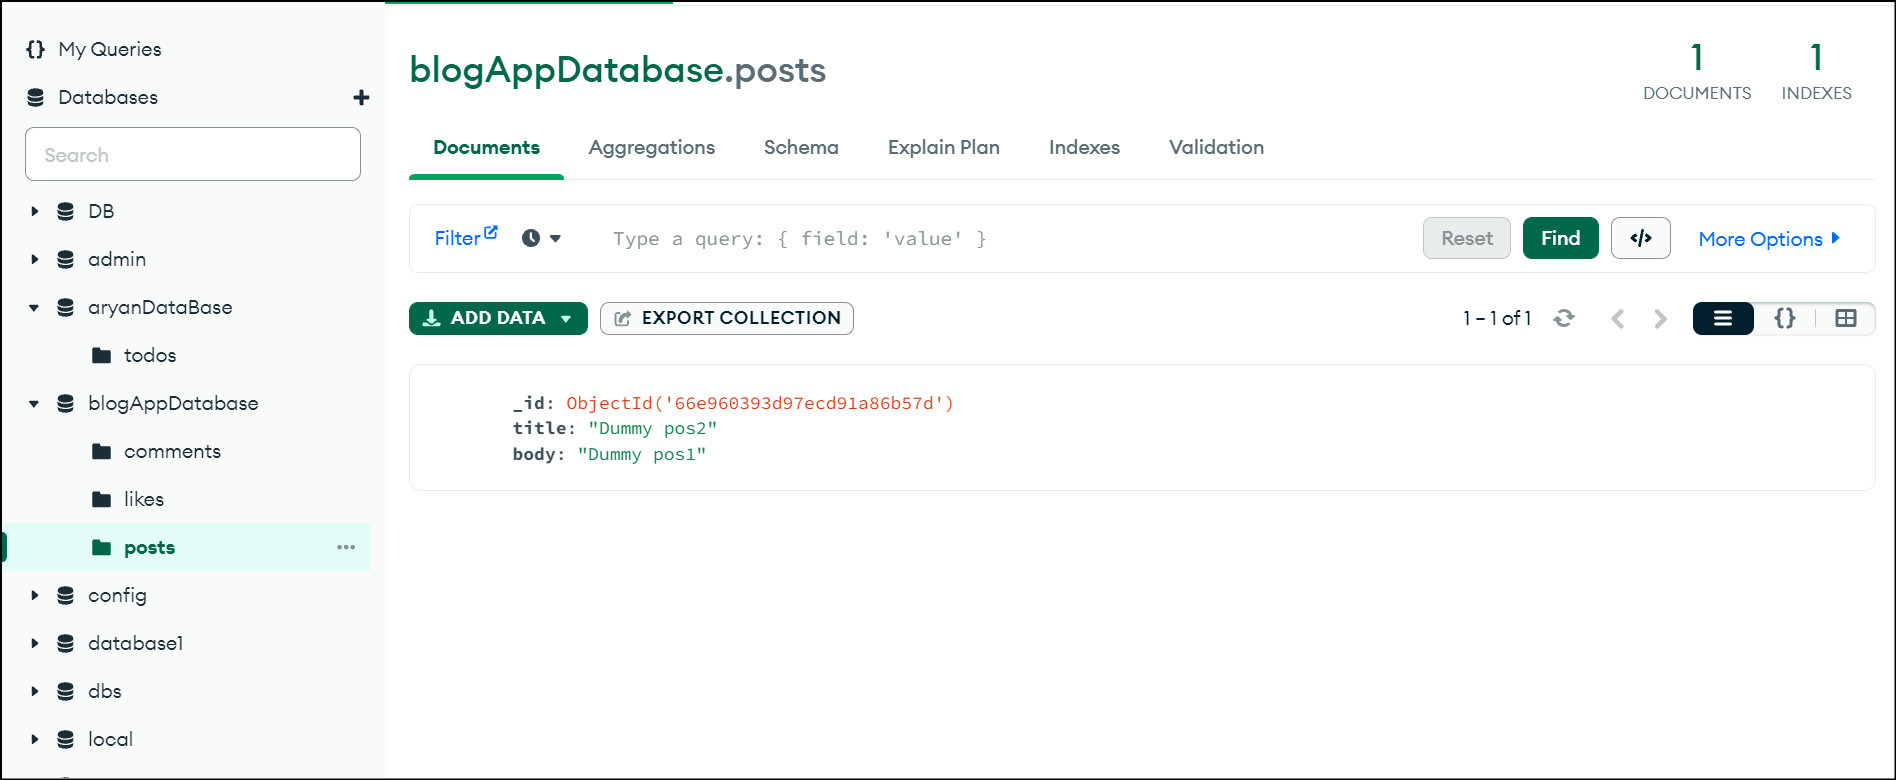 {} My Queries
Databases +
Search
DB
admin
aryanDataBase
todos
blogAppDatabase
comments
likes
posts •••
config
database1
dbs
local
blogAppDatabase.posts
1 DOCUMENTS
1 INDEXES
Documents Aggregations Schema Explain Plan Indexes Validation
Filter Type a query: { field: 'value' } Reset Find </> More Options
ADD DATA EXPORT COLLECTION 1 – 1 of 1 {}
_id: ObjectId('66e960393d97ecd91a86b57d')
title: "Dummy pos2"
body: "Dummy pos1"